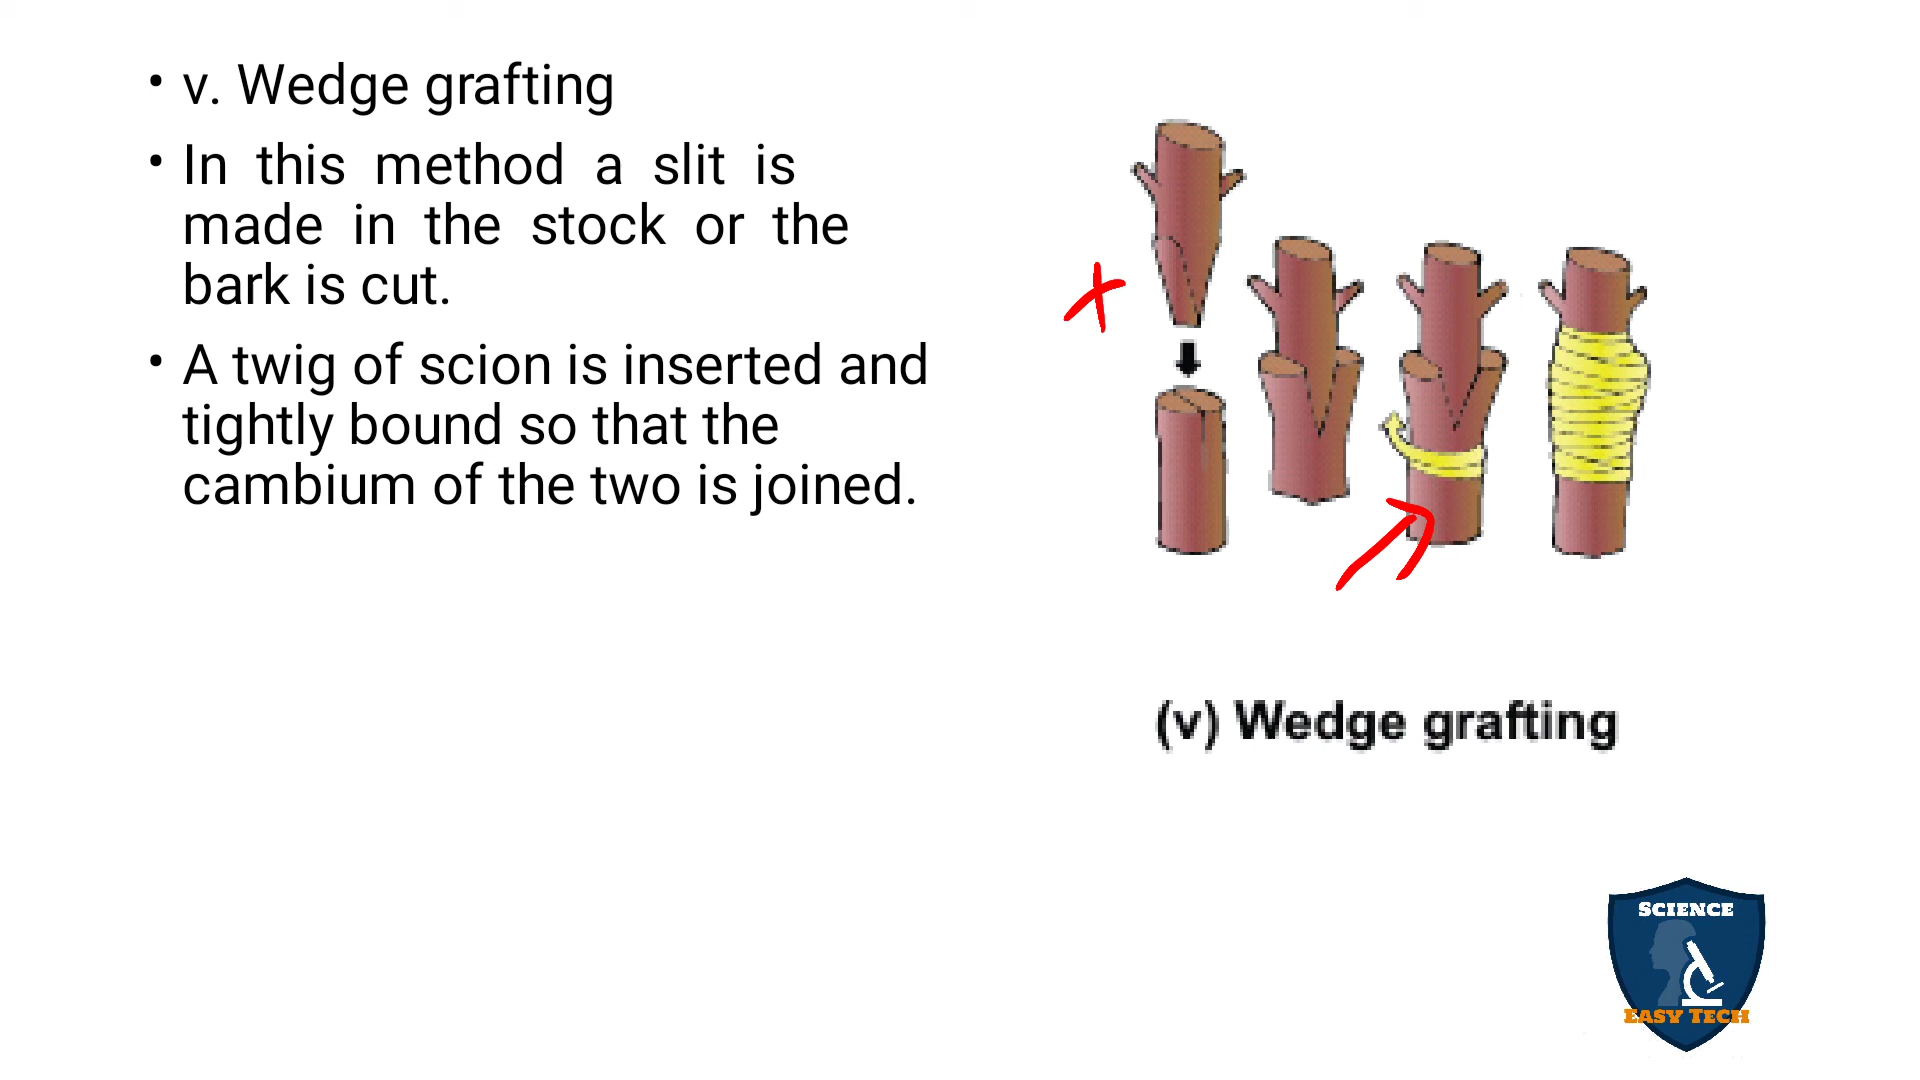 • v. Wedge grafting
• In this method a slit is
made in the stock or the
bark is cut.
• A twig of scion is inserted and
tightly bound so that the
cambium of the two is joined.
(v) Wedge grafting
SCIENCE
EASY TECH